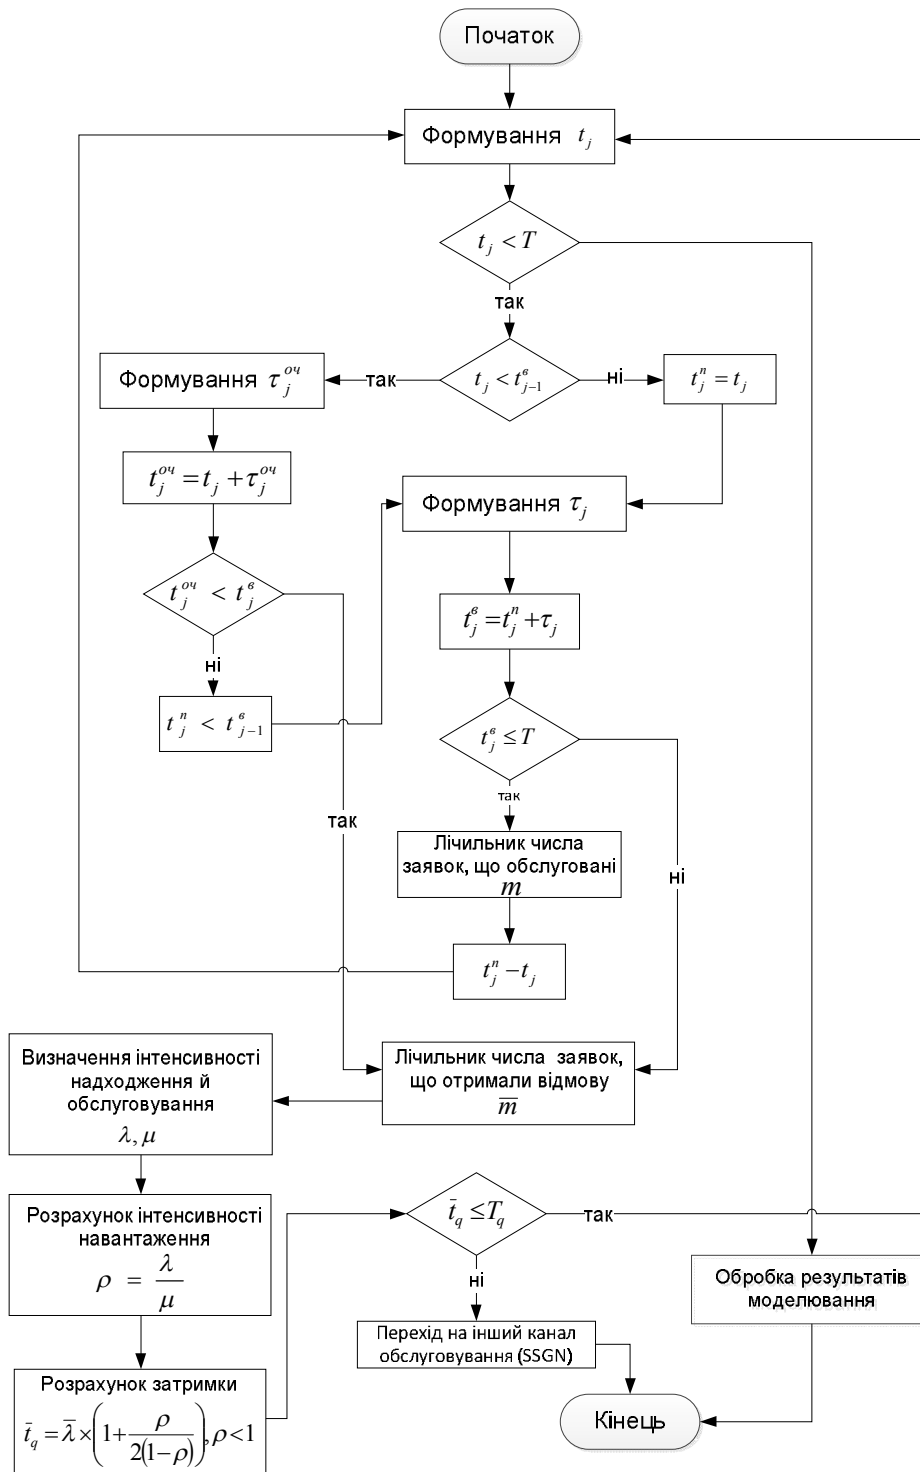 Початок
Формування t_j
t_j < T
так
t_j < t_{j-1}^в
так
ні
Формування τ_j^{оч}
t_j^п = t_j
t_j^{оч} = t_j + τ_j^{оч}
Формування τ_j
t_j^{оч} < t_j^в
ні
t_j^в = t_j^п + τ_j
t_j^п < t_{j-1}^в
t_j^в ≤ T
так
так
Лічильник числа
заявок, що обслуговані
m
ні
t_j^п − t_j
Визначення інтенсивності
надходження й
обслуговування
λ, μ
Лічильник числа заявок,
що отримали відмову
m̅
Розрахунок інтенсивності
навантаження
ρ = λ/μ
t̅_q ≤ T_q
так
ні
Обробка результатів
моделювання
Перехід на інший канал
обслуговування (SSGN)
Розрахунок затримки
t̅_q = λ̅ × (1 + ρ/2(1−ρ)), ρ < 1
Кінець